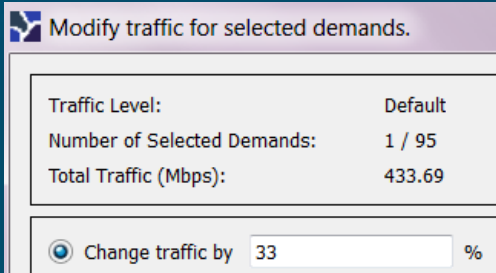 Modify traffic for selected demands.
Traffic Level: Default
Number of Selected Demands: 1 / 95
Total Traffic (Mbps): 433.69
Change traffic by 33 %